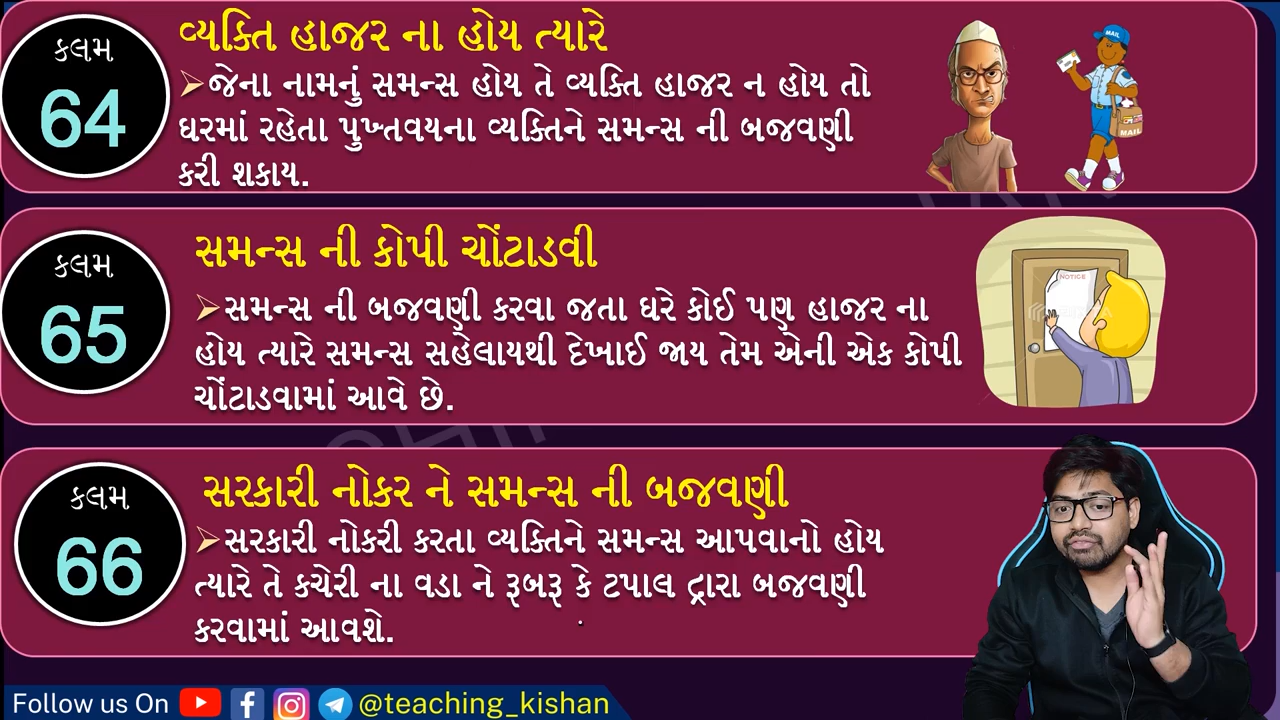 કલમ
64
વ્યક્તિ હાજર ના હોય ત્યારે
➢જેના નામનું સમન્સ હોય તે વ્યક્તિ હાજર ન હોય તો
ઘરમાં રહેતા પુખ્તવયના વ્યક્તિને સમન્સ ની બજવણી
કરી શકાય.
MAIL
MAIL
કલમ
65
સમન્સ ની કોપી ચોંટાડવી
➢સમન્સ ની બજવણી કરવા જતા ઘરે કોઈ પણ હાજર ના
હોય ત્યારે સમન્સ સહેલાયથી દેખાઈ જાય તેમ એની એક કોપી
ચોંટાડવામાં આવે છે.
NOTICE
કલમ
66
સરકારી નોકર ને સમન્સ ની બજવણી
➢સરકારી નોકરી કરતા વ્યક્તિને સમન્સ આપવાનો હોય
ત્યારે તે કચેરી ના વડા ને રૂબરૂ કે ટપાલ દ્રારા બજવણી
કરવામાં આવશે.
Follow us On @teaching_kishan